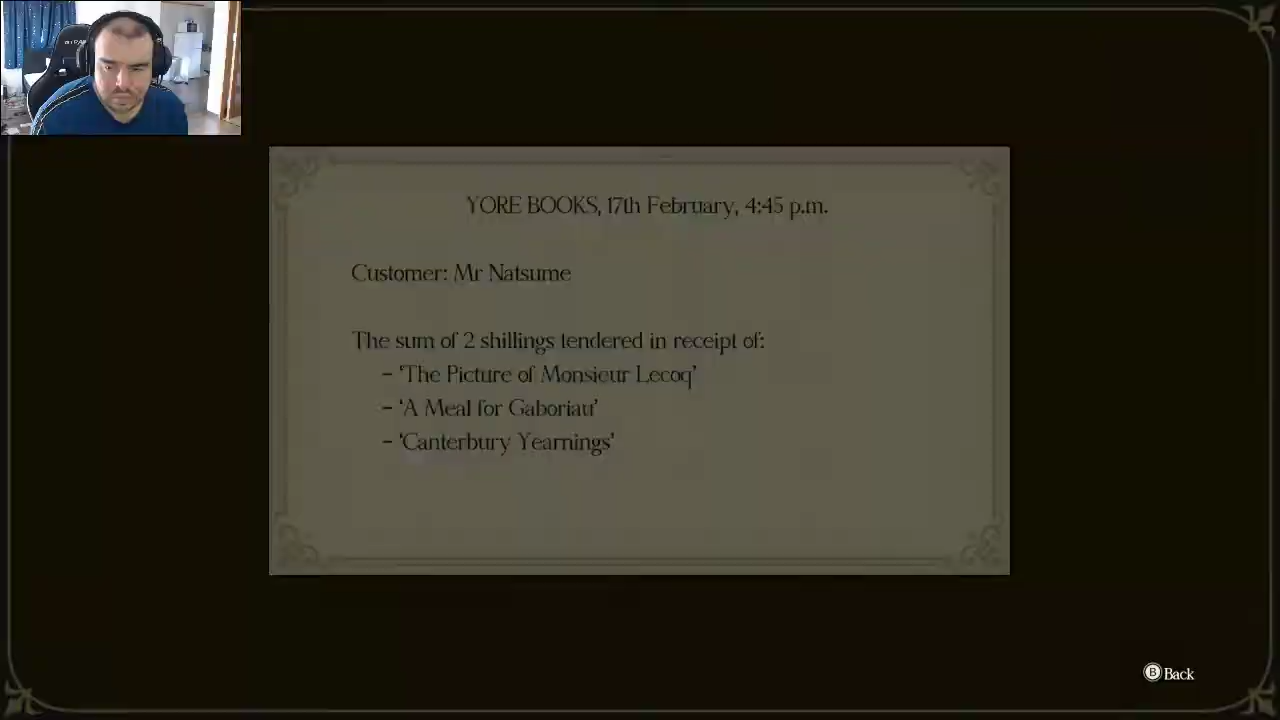 YORE BOOKS, 17th February, 4:45 p.m.
Customer: Mr Natsume
The sum of 2 shillings tendered in receipt of:
– ‘The Picture of Monsieur Lecoq’
– ‘A Meal for Gaboriau’
– ‘Canterbury Yearnings’
B Back